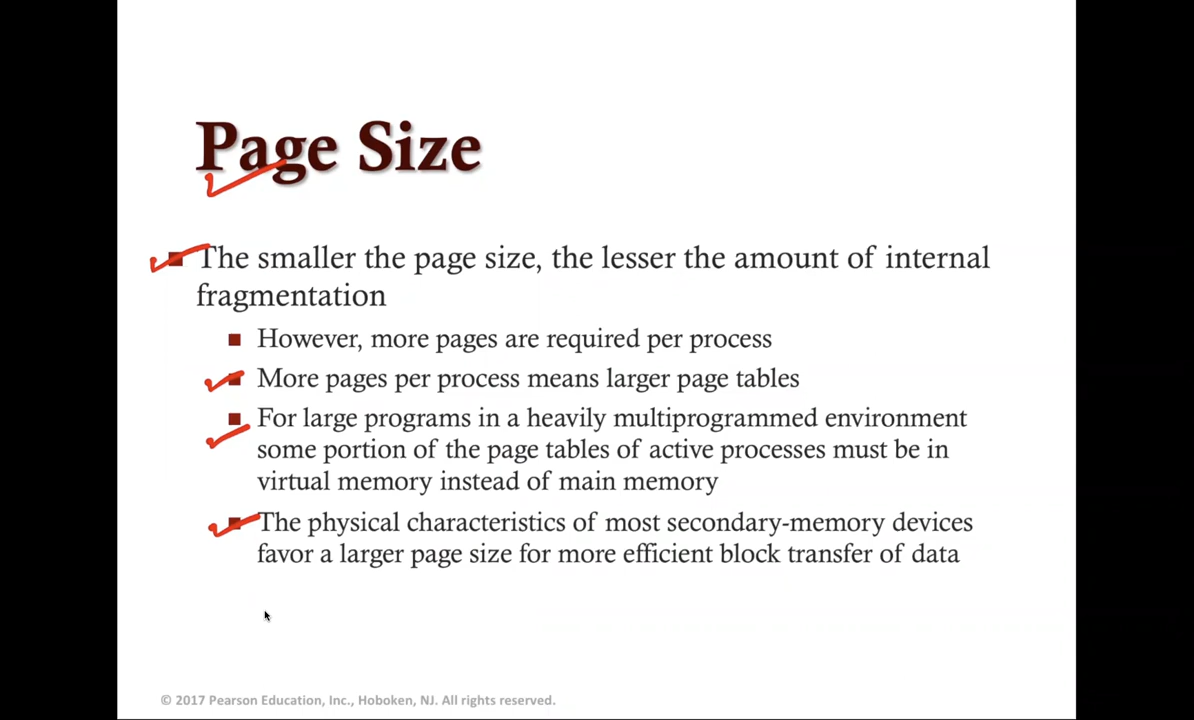 Page Size
The smaller the page size, the lesser the amount of internal
fragmentation
However, more pages are required per process
More pages per process means larger page tables
For large programs in a heavily multiprogrammed environment
some portion of the page tables of active processes must be in
virtual memory instead of main memory
The physical characteristics of most secondary-memory devices
favor a larger page size for more efficient block transfer of data
© 2017 Pearson Education, Inc., Hoboken, NJ. All rights reserved.